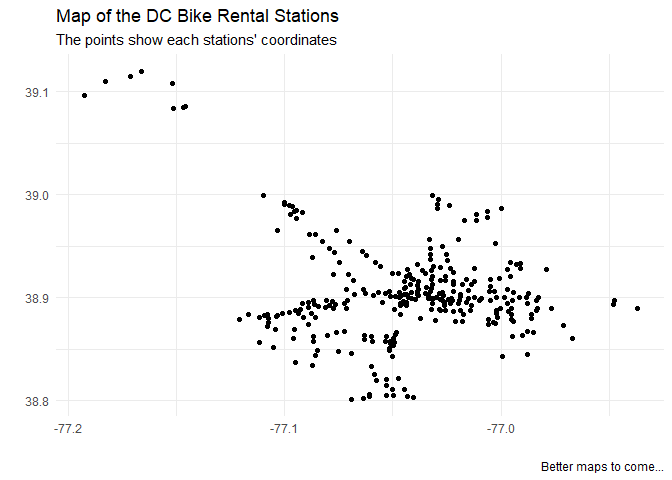 Map of the DC Bike Rental Stations
The points show each stations' coordinates
39.1
39.0
38.9
38.8
-77.2
-77.1
-77.0
Better maps to come...